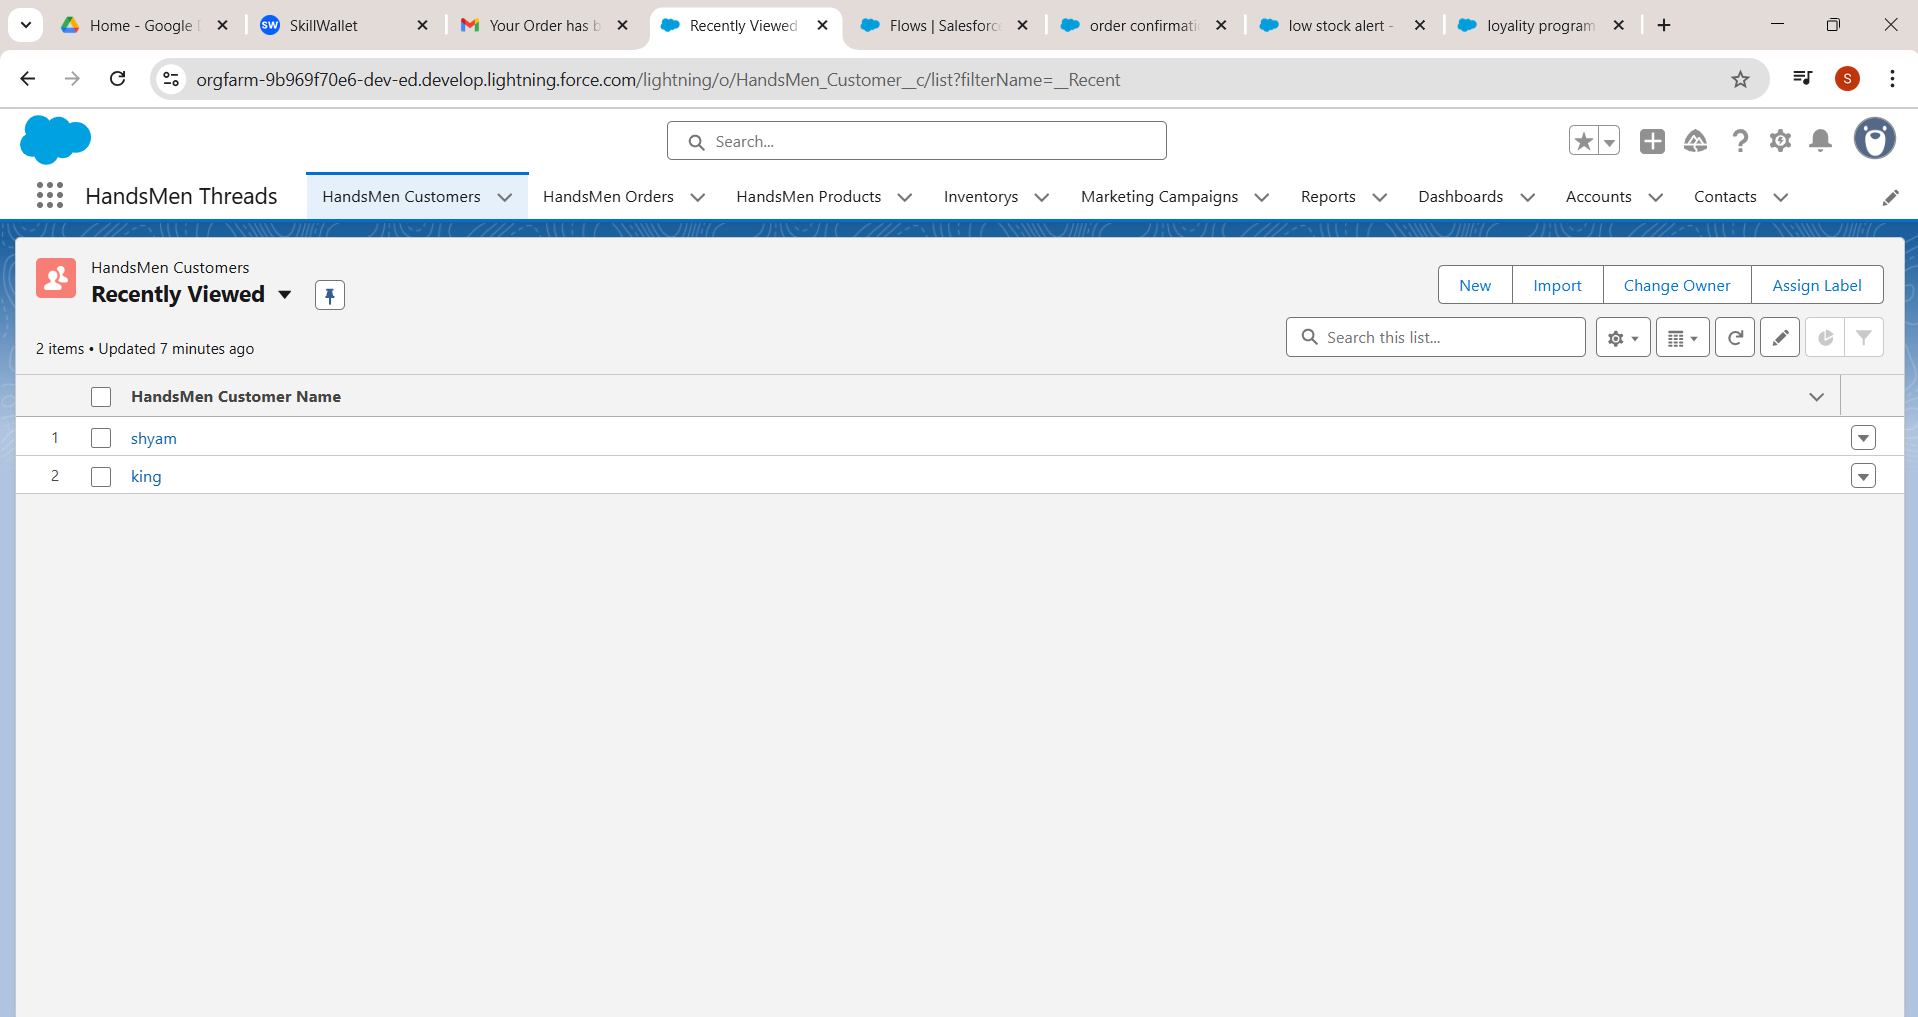 Home - Google D
SkillWallet
Your Order has b
Recently Viewed
Flows | Salesforc
order confirmati
low stock alert -
loyality program
orgfarm-9b969f70e6-dev-ed.develop.lightning.force.com/lightning/o/HandsMen_Customer__c/list?filterName=__Recent
S
Search...
HandsMen Threads
HandsMen Customers
HandsMen Orders
HandsMen Products
Inventorys
Marketing Campaigns
Reports
Dashboards
Accounts
Contacts
HandsMen Customers
Recently Viewed
New
Import
Change Owner
Assign Label
2 items • Updated 7 minutes ago
Search this list...
HandsMen Customer Name
1
shyam
2
king